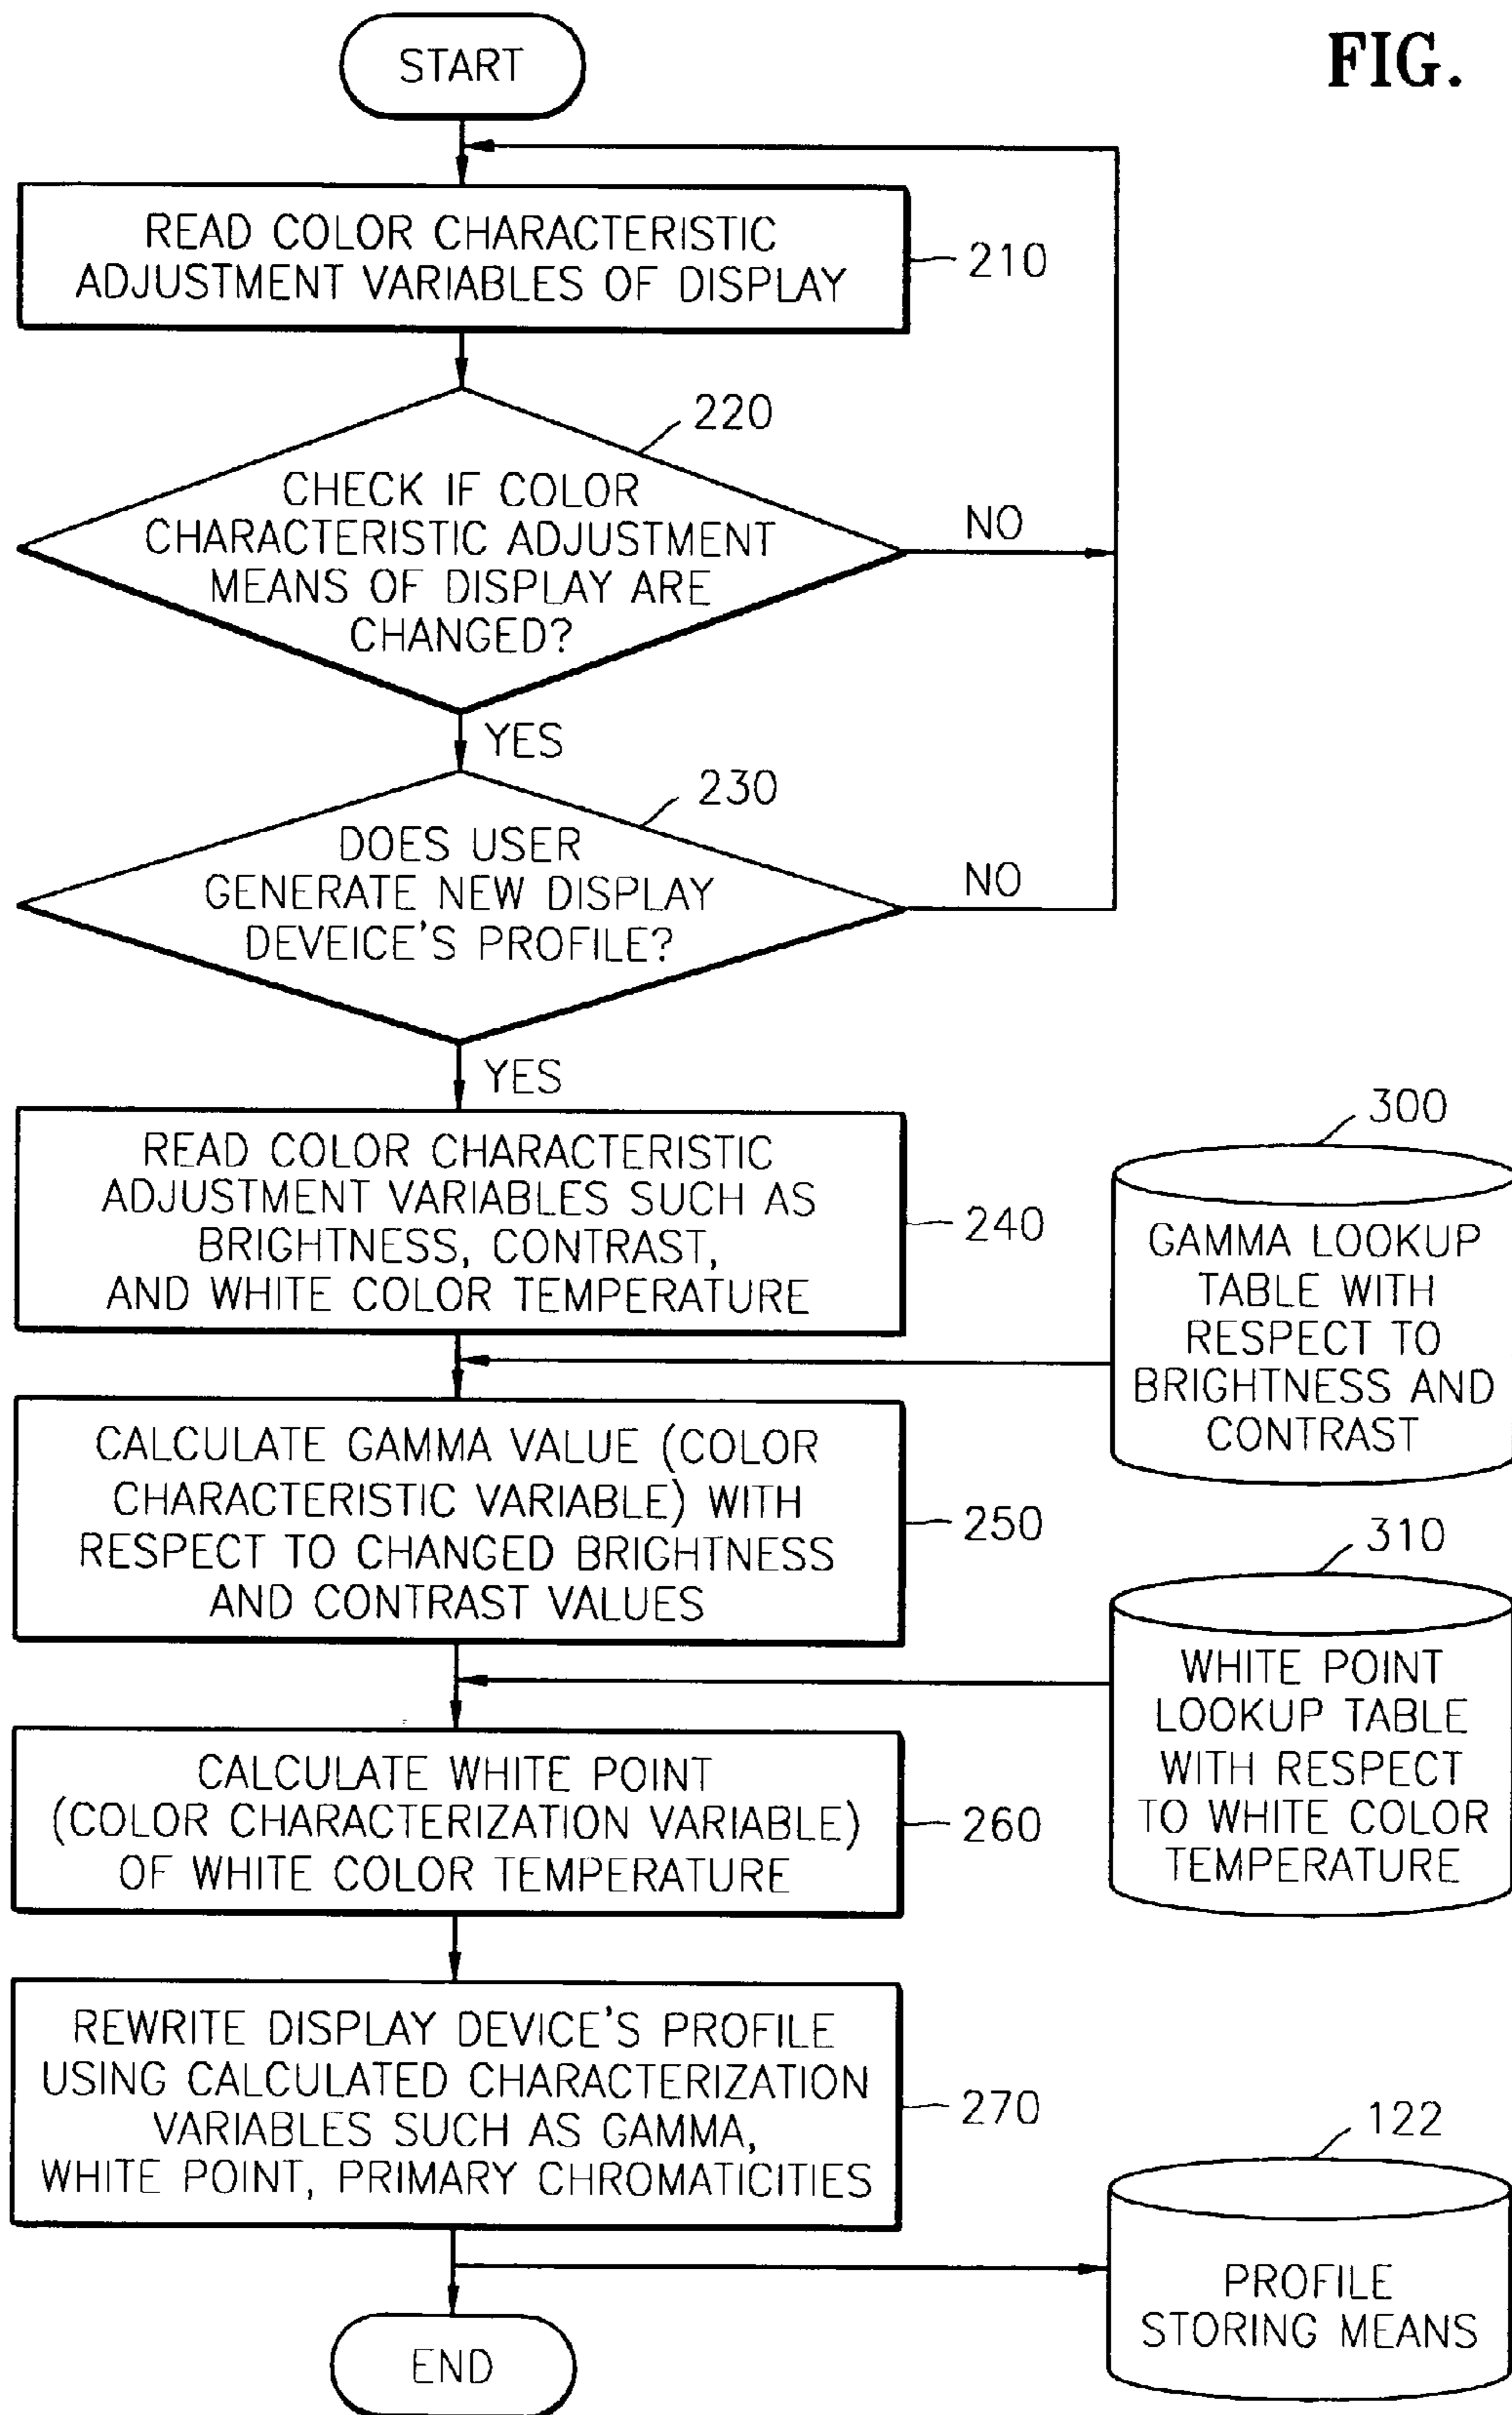 FIG.
START
READ COLOR CHARACTERISTIC
ADJUSTMENT VARIABLES OF DISPLAY
210
220
CHECK IF COLOR
CHARACTERISTIC ADJUSTMENT
MEANS OF DISPLAY ARE
CHANGED?
NO
YES
230
DOES USER
GENERATE NEW DISPLAY
DEVEICE'S PROFILE?
NO
YES
READ COLOR CHARACTERISTIC
ADJUSTMENT VARIABLES SUCH AS
BRIGHTNESS, CONTRAST,
AND WHITE COLOR TEMPERATURE
240
300
GAMMA LOOKUP
TABLE WITH
RESPECT TO
BRIGHTNESS AND
CONTRAST
CALCULATE GAMMA VALUE (COLOR
CHARACTERISTIC VARIABLE) WITH
RESPECT TO CHANGED BRIGHTNESS
AND CONTRAST VALUES
250
310
WHITE POINT
LOOKUP TABLE
WITH RESPECT
TO WHITE COLOR
TEMPERATURE
CALCULATE WHITE POINT
(COLOR CHARACTERIZATION VARIABLE)
OF WHITE COLOR TEMPERATURE
260
REWRITE DISPLAY DEVICE'S PROFILE
USING CALCULATED CHARACTERIZATION
VARIABLES SUCH AS GAMMA,
WHITE POINT, PRIMARY CHROMATICITIES
270
122
PROFILE
STORING MEANS
END